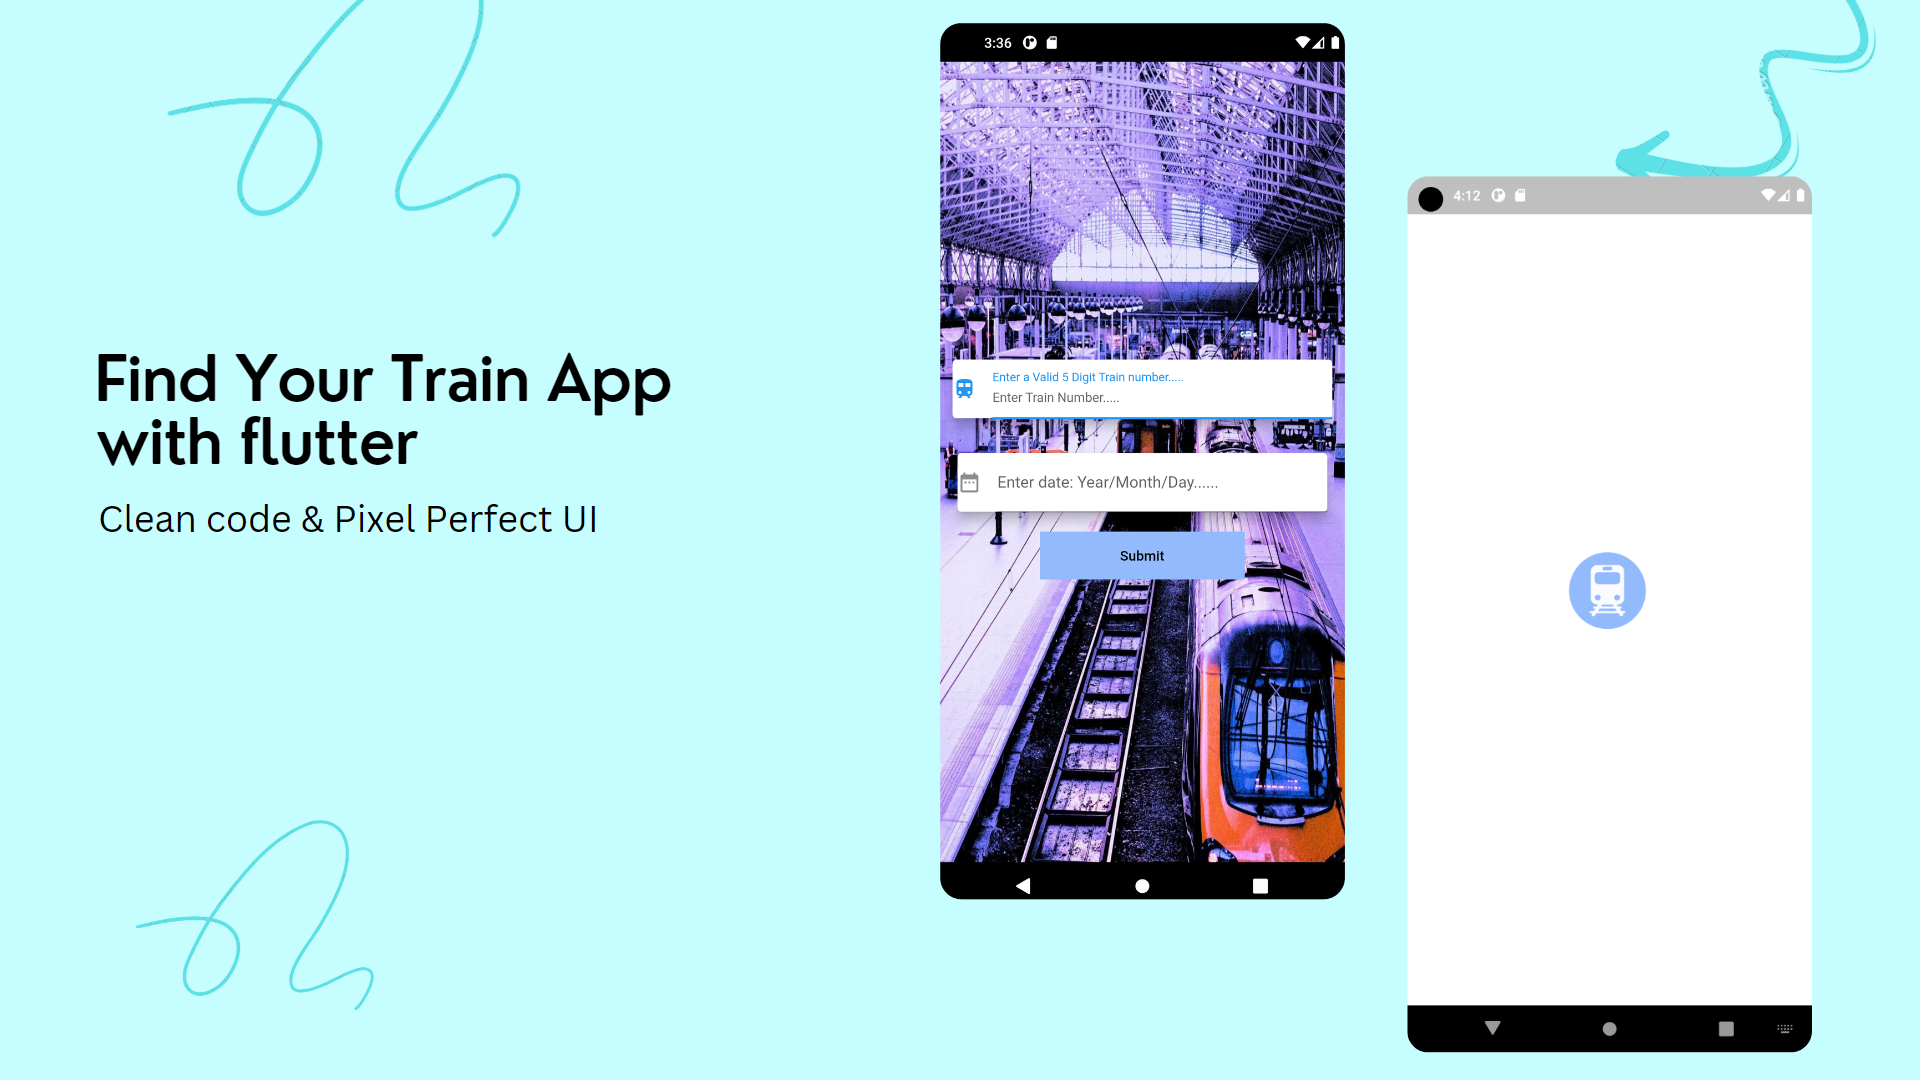 Find Your Train App
with flutter
Clean code & Pixel Perfect UI
3:36
Enter a Valid 5 Digit Train number.....
Enter Train Number.....
Enter date: Year/Month/Day......
Submit
4:12